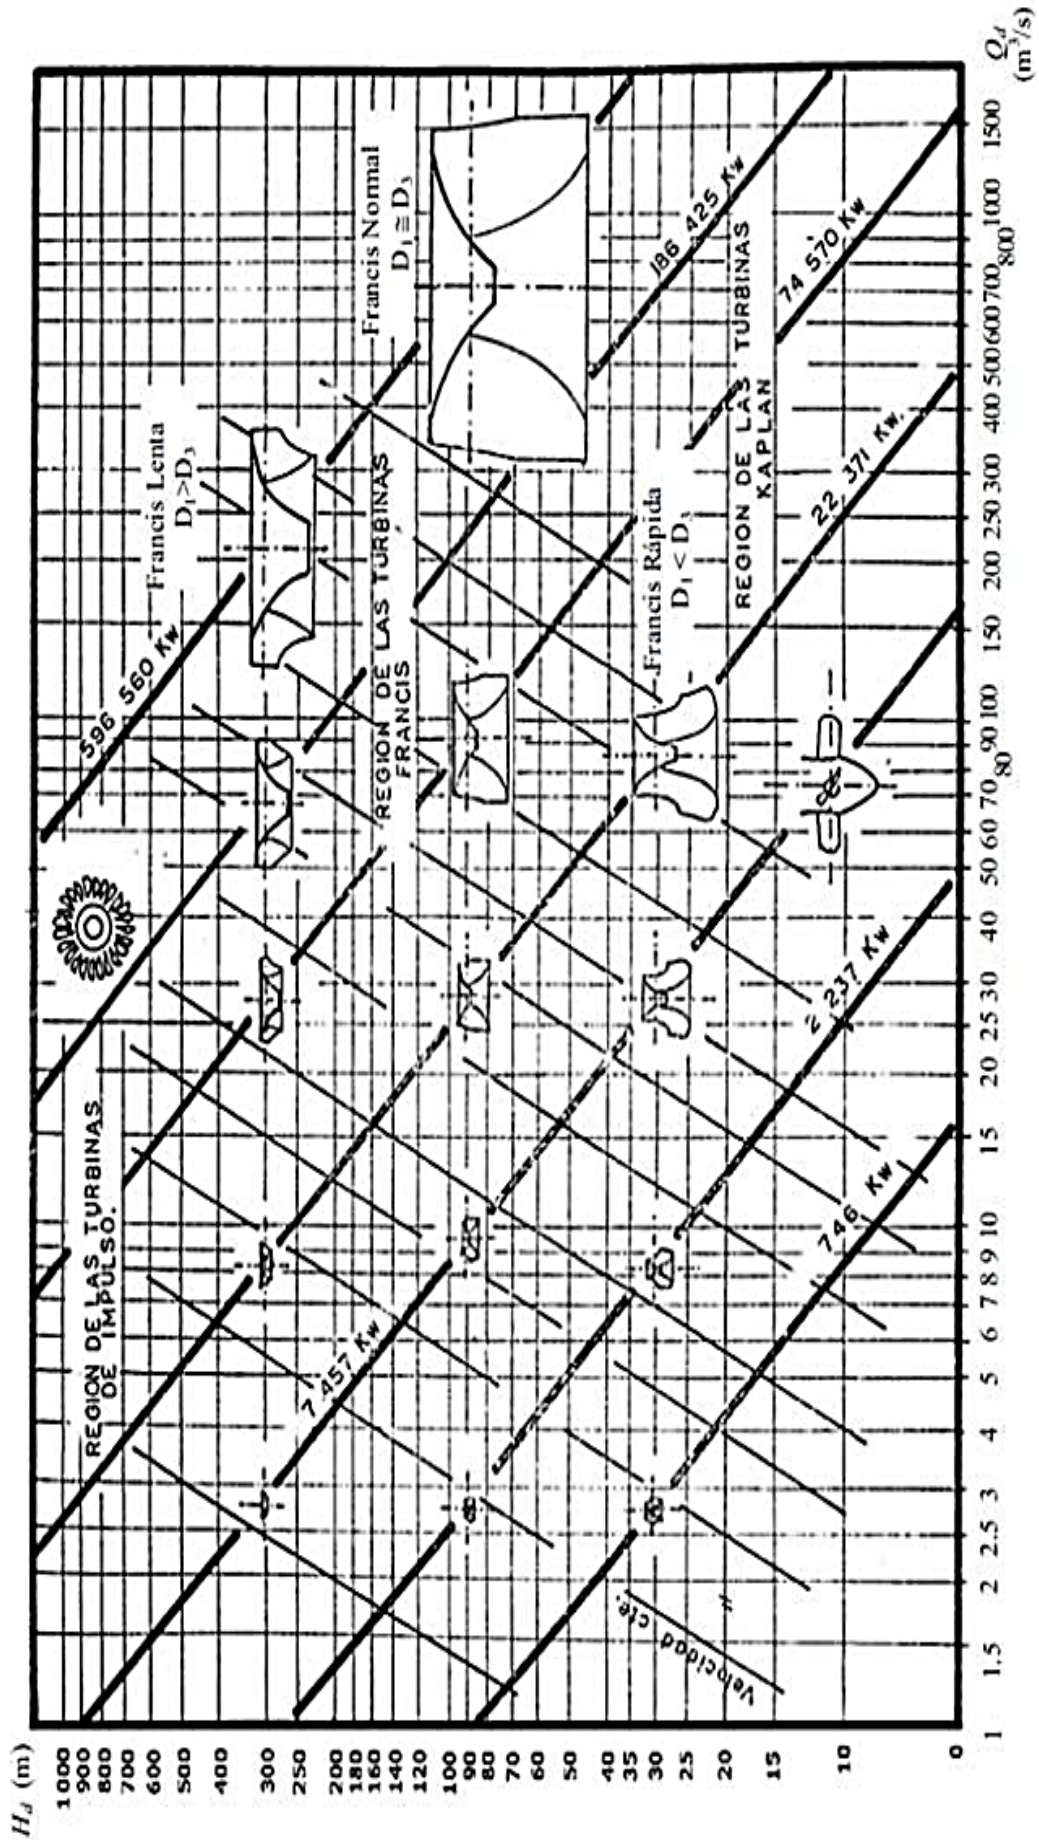 H_d (m)
1000
900
800
700
600
500
400
300
200
180
160
140
120
100
90
80
70
60
50
40
35
30
25
20
15
10
0
REGION DE LAS TURBINAS
DE IMPULSO.
596 560 KW
Francis Lenta
D₁>D₃
REGION DE LAS TURBINAS
FRANCIS
Francis Normal
D₁≅D₃
7 457 KW
186 425 KW
Francis Rápida
D₁<D₃
REGION DE LAS TURBINAS
KAPLAN
74 570 KW
22 371 KW.
2 237 KW
746 KW
Velocidad cte.
1 1.5 2 2.5 3 4 5 6 7 8 9 10 15 20 25 30 40 50 60 70 80 90 100 150 200 250 300 400 500 600 700 800 1000 1500
Q_d
(m³/s)